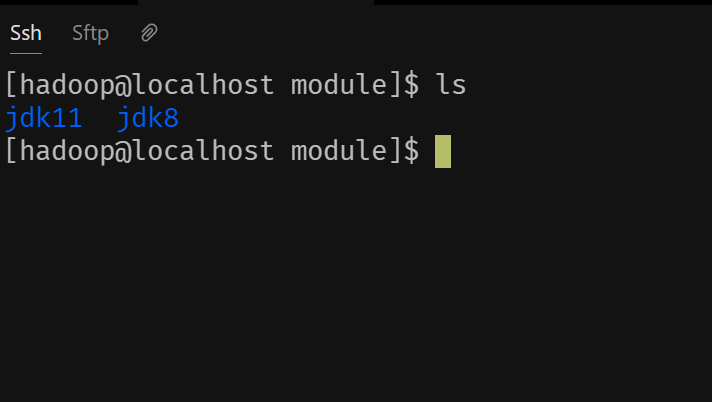 Ssh Sftp
[hadoop@localhost module]$ ls
jdk11 jdk8
[hadoop@localhost module]$